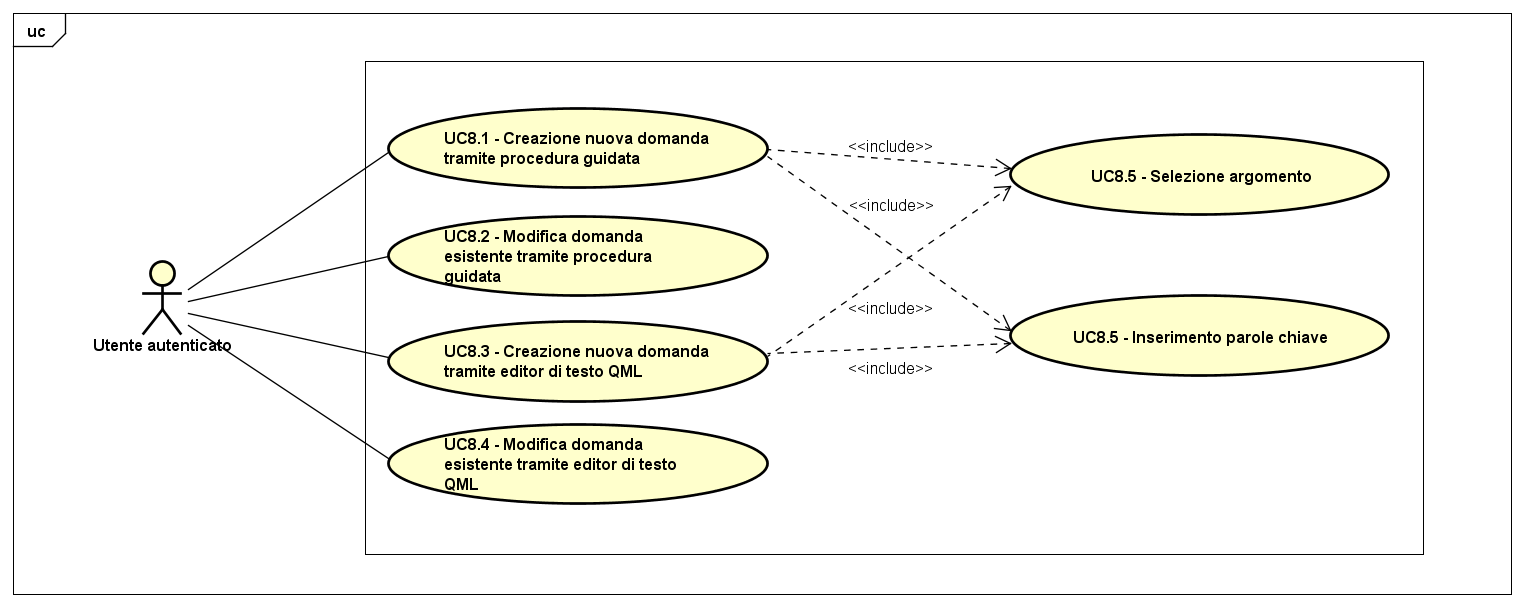 uc
UC8.1 - Creazione nuova domanda
tramite procedura guidata
<<include>>
UC8.5 - Selezione argomento
<<include>>
UC8.2 - Modifica domanda
esistente tramite procedura
guidata
Utente autenticato
<<include>>
UC8.5 - Inserimento parole chiave
UC8.3 - Creazione nuova domanda
tramite editor di testo QML
<<include>>
UC8.4 - Modifica domanda
esistente tramite editor di testo
QML